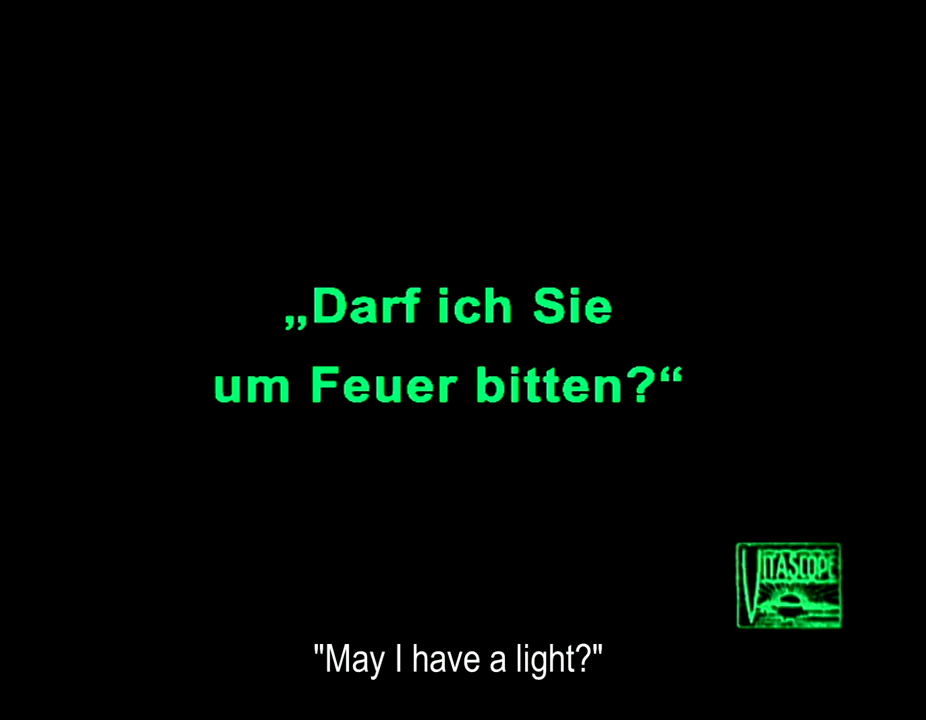 „Darf ich Sie
um Feuer bitten?“
VITASCOPE
"May I have a light?"